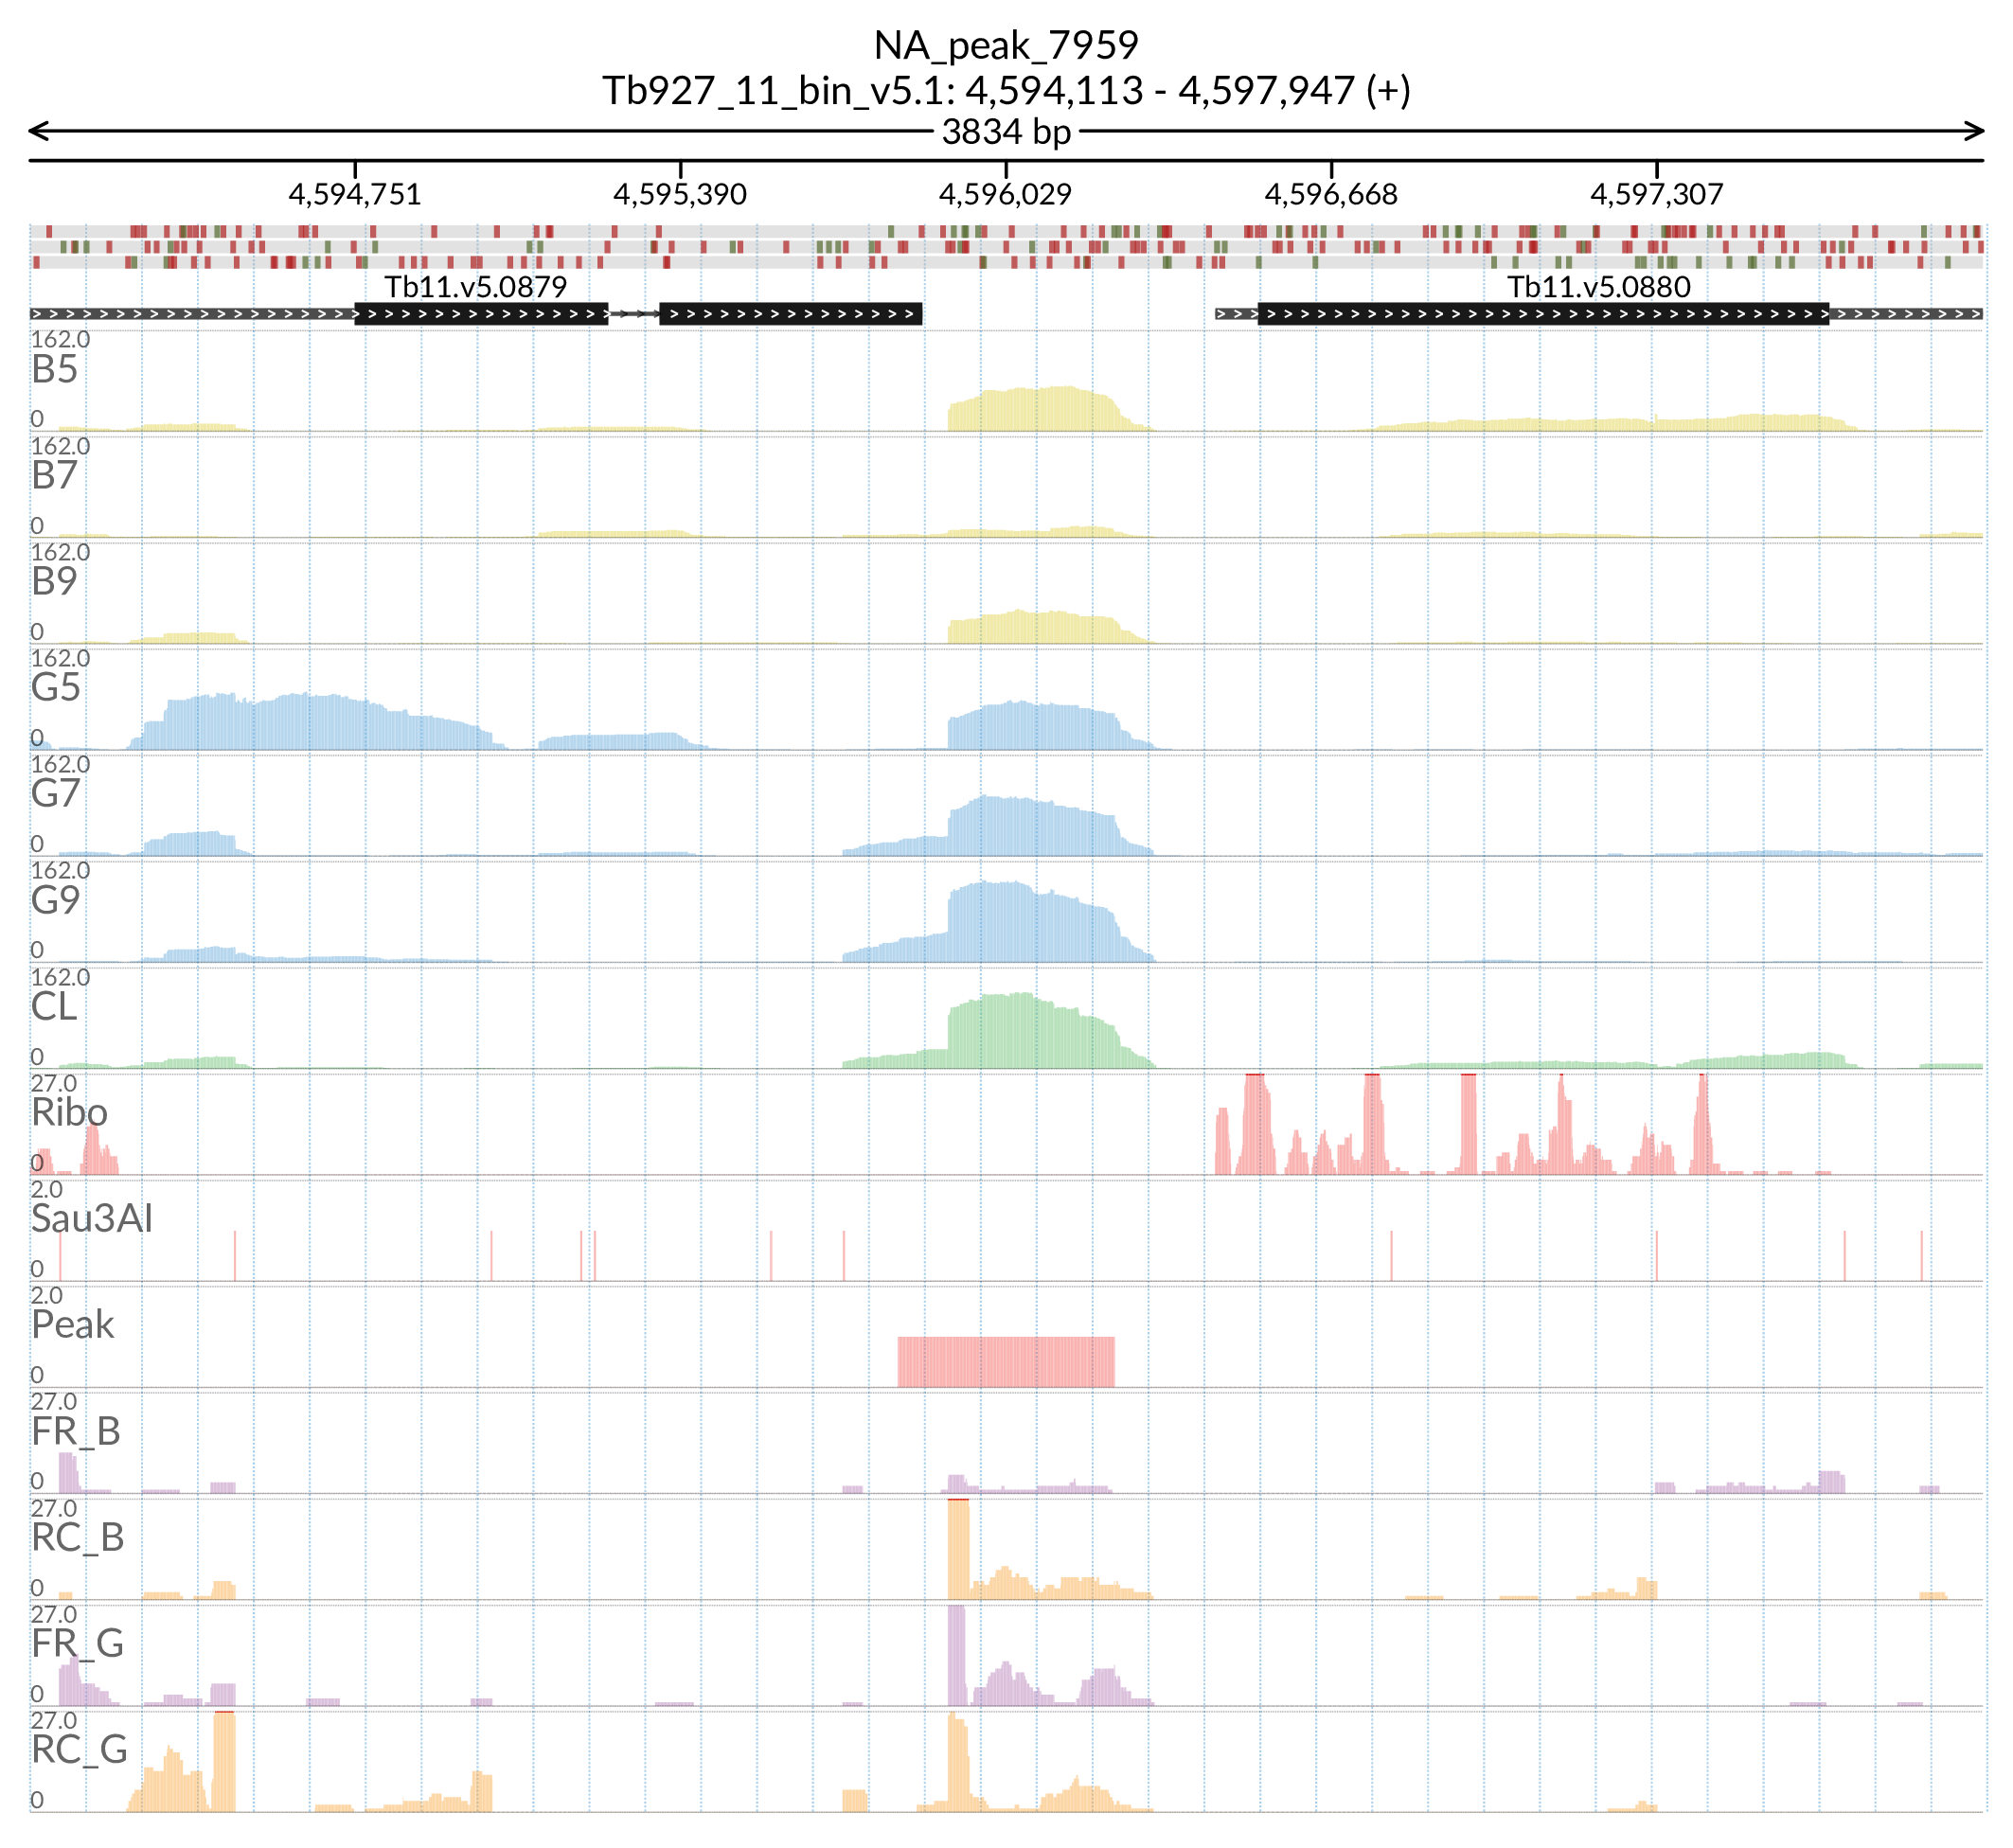 NA_peak_7959
Tb927_11_bin_v5.1: 4,594,113 - 4,597,947 (+)
3834 bp
4,594,751 4,595,390 4,596,029 4,596,668 4,597,307
Tb11.v5.0879 Tb11.v5.0880
162.0
B5
0
162.0
B7
0
162.0
B9
0
162.0
G5
0
162.0
G7
0
162.0
G9
0
162.0
CL
0
27.0
Ribo
0
2.0
Sau3AI
0
2.0
Peak
0
27.0
FR_B
0
27.0
RC_B
0
27.0
FR_G
0
27.0
RC_G
0